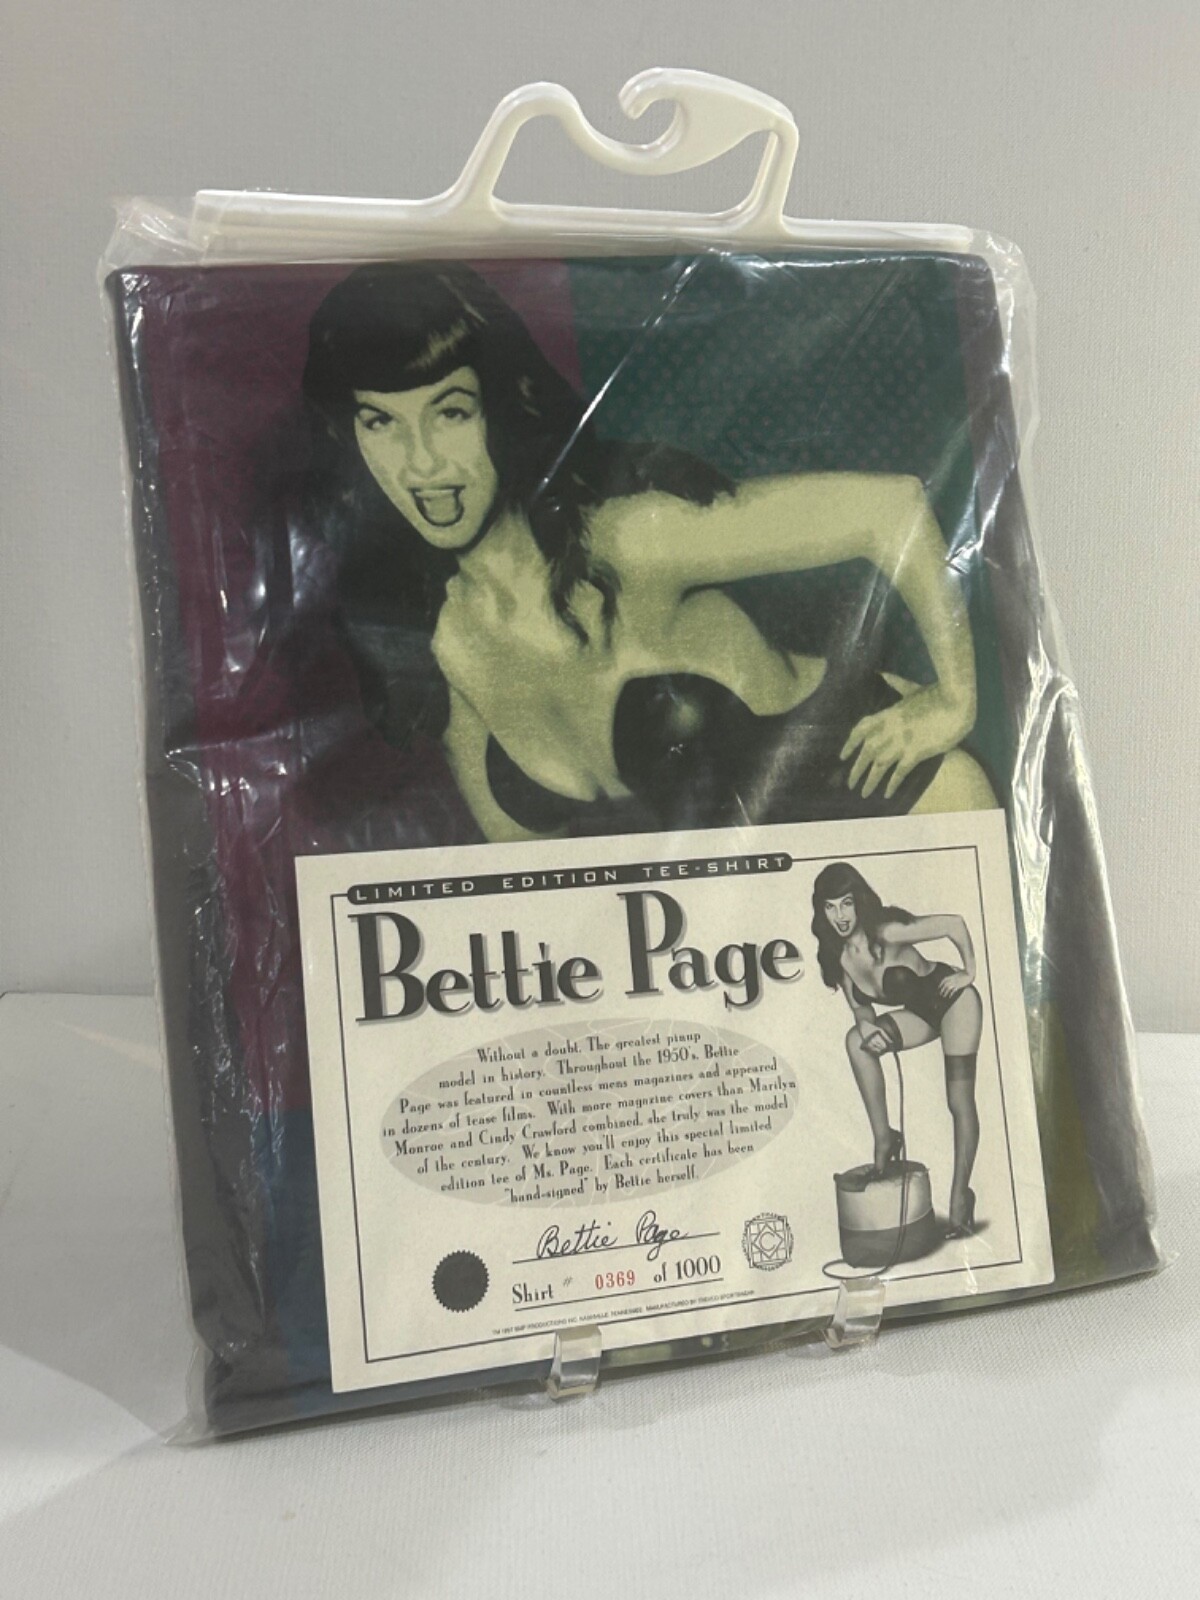 LIMITED EDITION TEE-SHIRT
Bettie Page
Without a doubt, The greatest pinup
model in history. Throughout the 1950's, Bettie
Page was featured in countless mens magazines and appeared
in dozens of tease films. With more magazine covers than Marilyn
Monroe and Cindy Crawford combined, she truly was the model
of the century. We know you'll enjoy this special limited
edition tee of Ms. Page. Each certificate has been
"hand-signed" by Bettie herself.
Bettie Page
Shirt # 0369 of 1000
NASHVILLE, TENNESSEE. MANUFACTURED BY